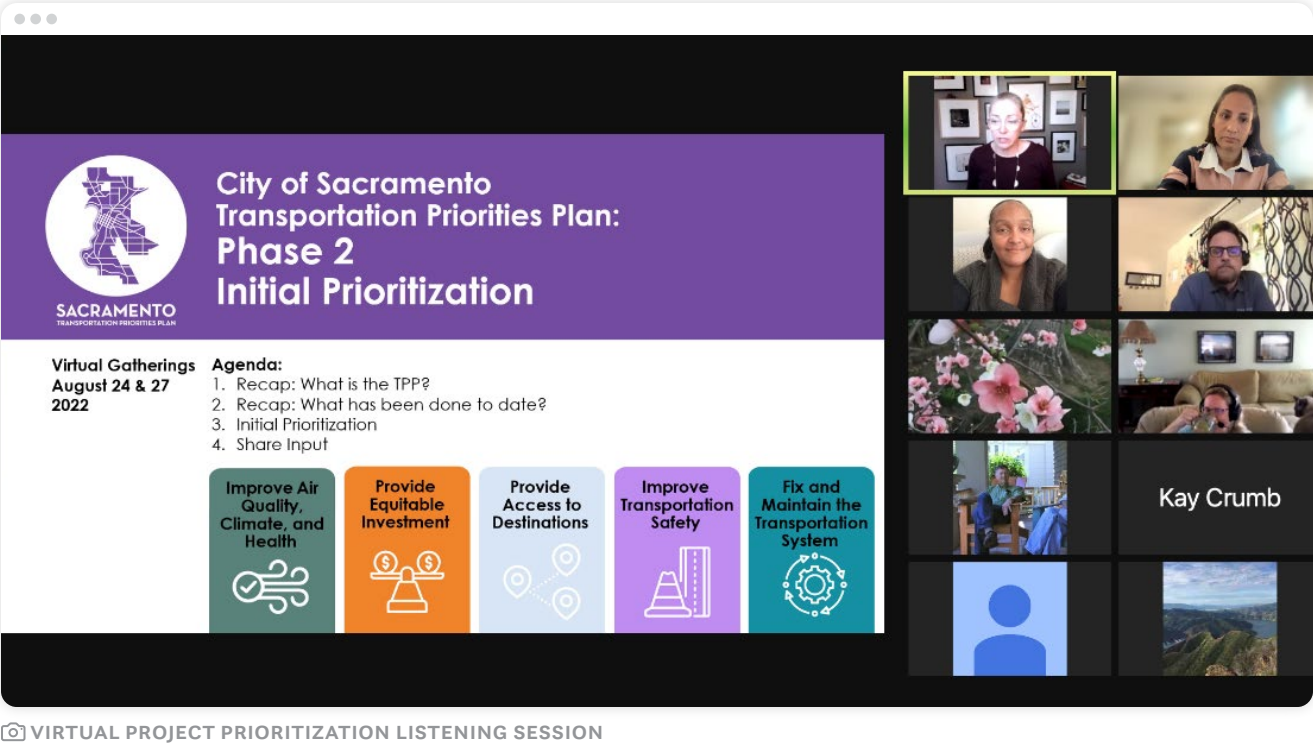 City of Sacramento
Transportation Priorities Plan:
Phase 2
Initial Prioritization
SACRAMENTO
TRANSPORTATION PRIORITIES PLAN
Virtual Gatherings
August 24 & 27
2022
Agenda:
1. Recap: What is the TPP?
2. Recap: What has been done to date?
3. Initial Prioritization
4. Share Input
Improve Air
Quality,
Climate, and
Health
Provide
Equitable
Investment
Provide
Access to
Destinations
Improve
Transportation
Safety
Fix and
Maintain the
Transportation
System
Kay Crumb
VIRTUAL PROJECT PRIORITIZATION LISTENING SESSION